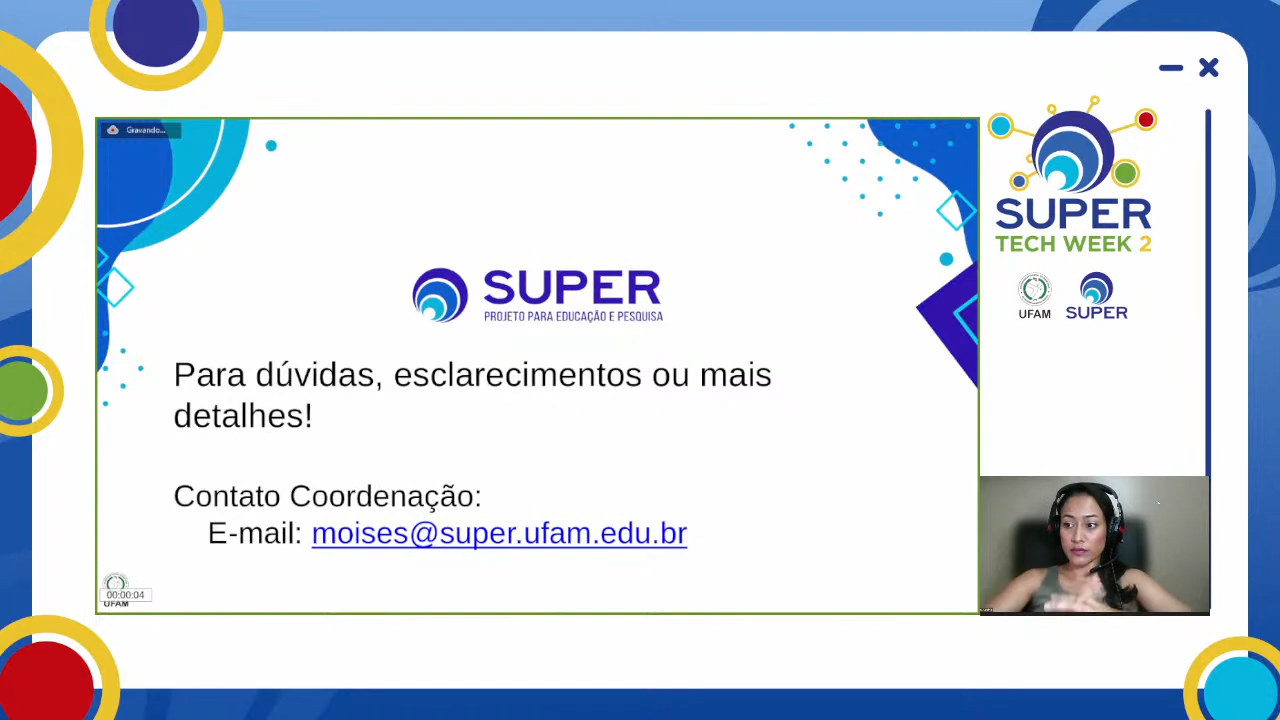 Gravando...
SUPER
PROJETO PARA EDUCAÇÃO E PESQUISA
Para dúvidas, esclarecimentos ou mais
detalhes!
Contato Coordenação:
E-mail: moises@super.ufam.edu.br
00:00:04
UFAM
SUPER
TECH WEEK 2
UFAM
SUPER